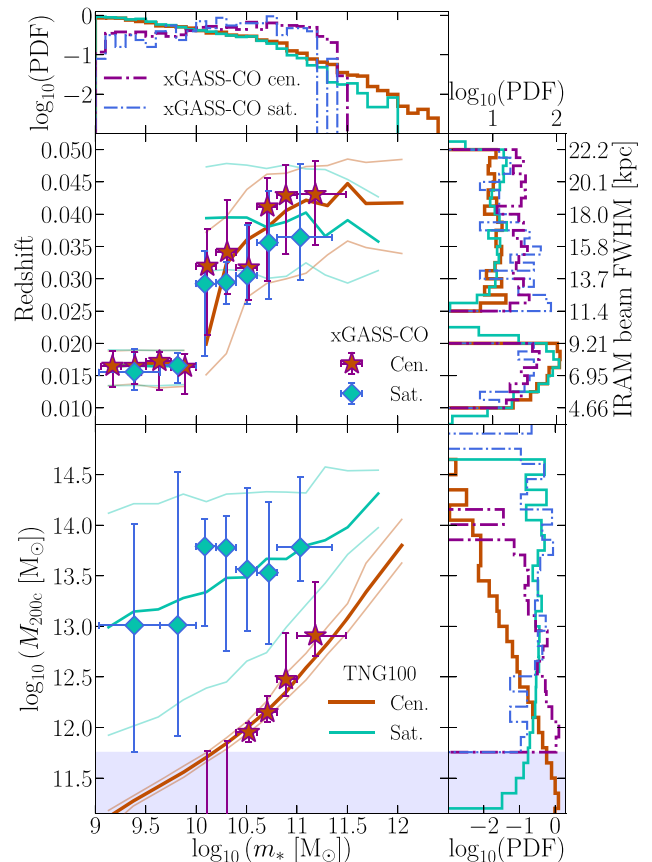 0
−1
−2
log₁₀(PDF)
xGASS-CO cen.
xGASS-CO sat.
log₁₀(PDF)
1 2
0.050
0.045
0.040
0.035
0.030
0.025
0.020
0.015
0.010
Redshift
xGASS-CO
Cen.
Sat.
22.2
20.1
18.0
15.8
13.7
11.4
9.21
6.95
4.66
IRAM beam FWHM [kpc]
14.5
14.0
13.5
13.0
12.5
12.0
11.5
log₁₀(M₂₀₀c [M⊙])
TNG100
Cen.
Sat.
9 9.5 10 10.5 11 11.5 12
log₁₀(m* [M⊙])
−2 −1 0
log₁₀(PDF)